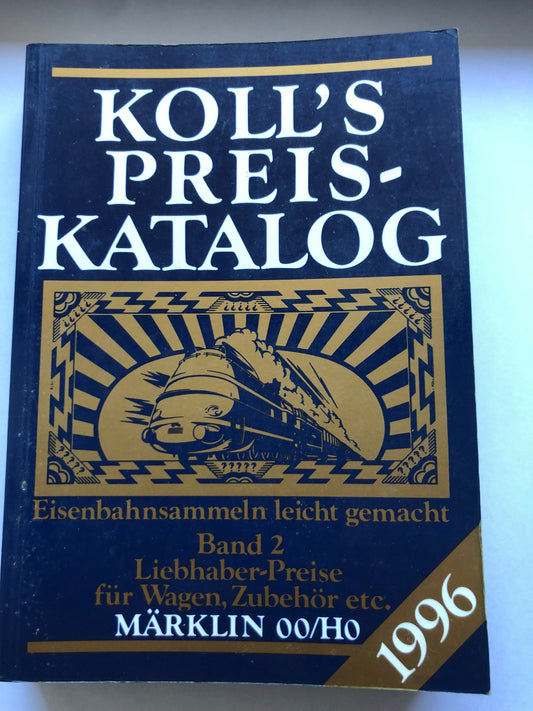 KOLL'S
PREIS-
KATALOG
Eisenbahnsammeln leicht gemacht
Band 2
Liebhaber-Preise
für Wagen, Zubehör etc.
MÄRKLIN 00/H0
1996